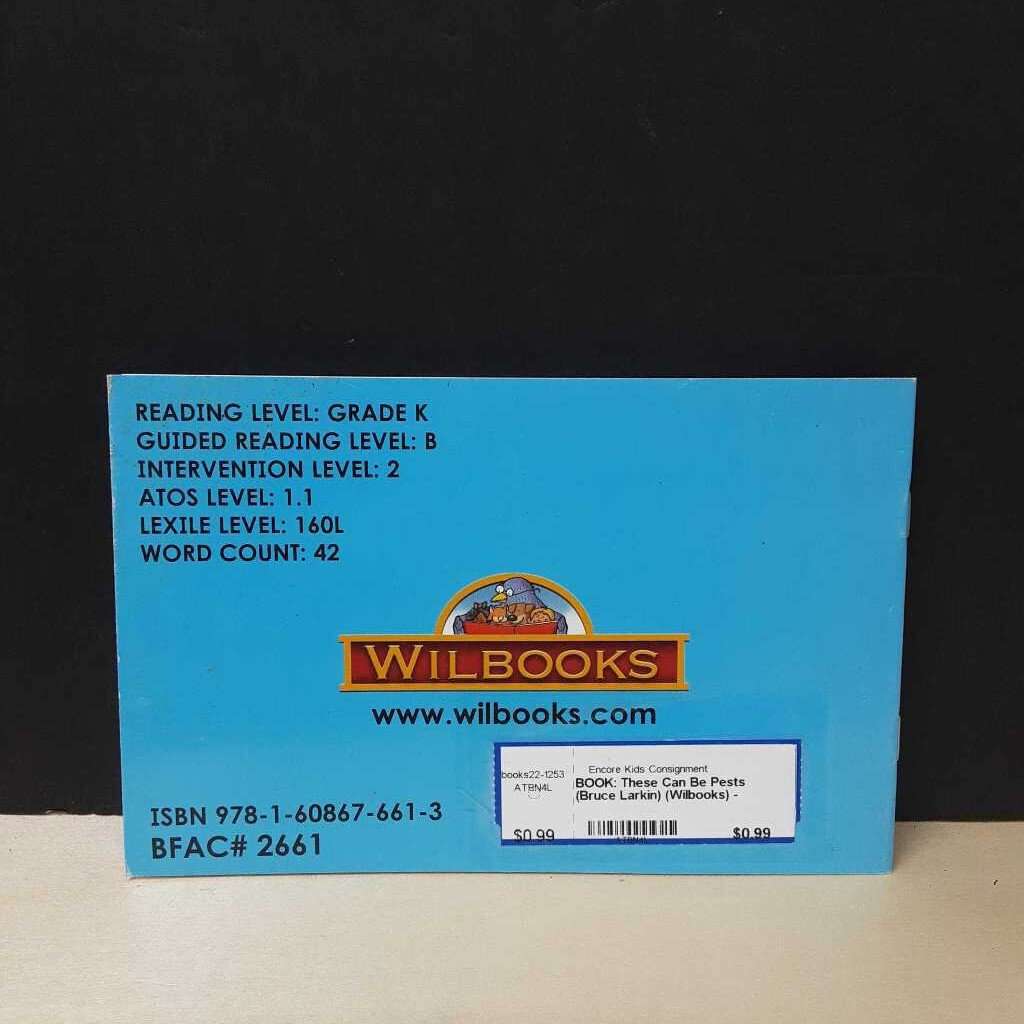 READING LEVEL: GRADE K
GUIDED READING LEVEL: B
INTERVENTION LEVEL: 2
ATOS LEVEL: 1.1
LEXILE LEVEL: 160L
WORD COUNT: 42
WILBOOKS
www.wilbooks.com
ISBN 978-1-60867-661-3
BFAC# 2661
books22-1253
ATBN4L
$0.99
Encore Kids Consignment
BOOK: These Can Be Pests
(Bruce Larkin) (Wilbooks) -
ATBN4L
$0.99